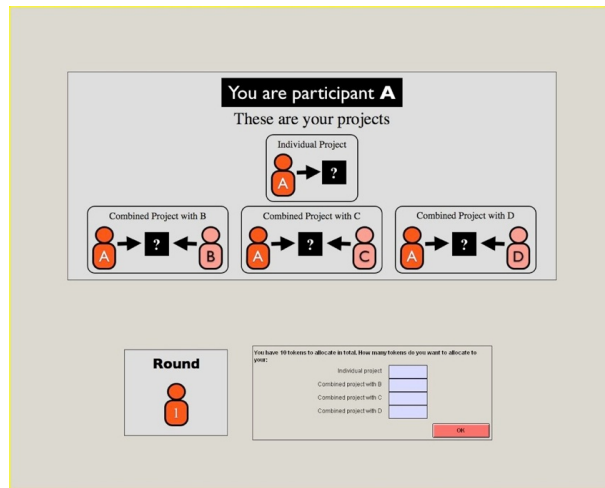 You are participant A
These are your projects
Individual Project
A
?
Combined Project with B
Combined Project with C
Combined Project with D
A
?
B
A
?
C
A
?
D
Round
1
You have 10 tokens to allocate in total. How many tokens do you want to allocate to
your:
Individual project
Combined project with B
Combined project with C
Combined project with D
OK